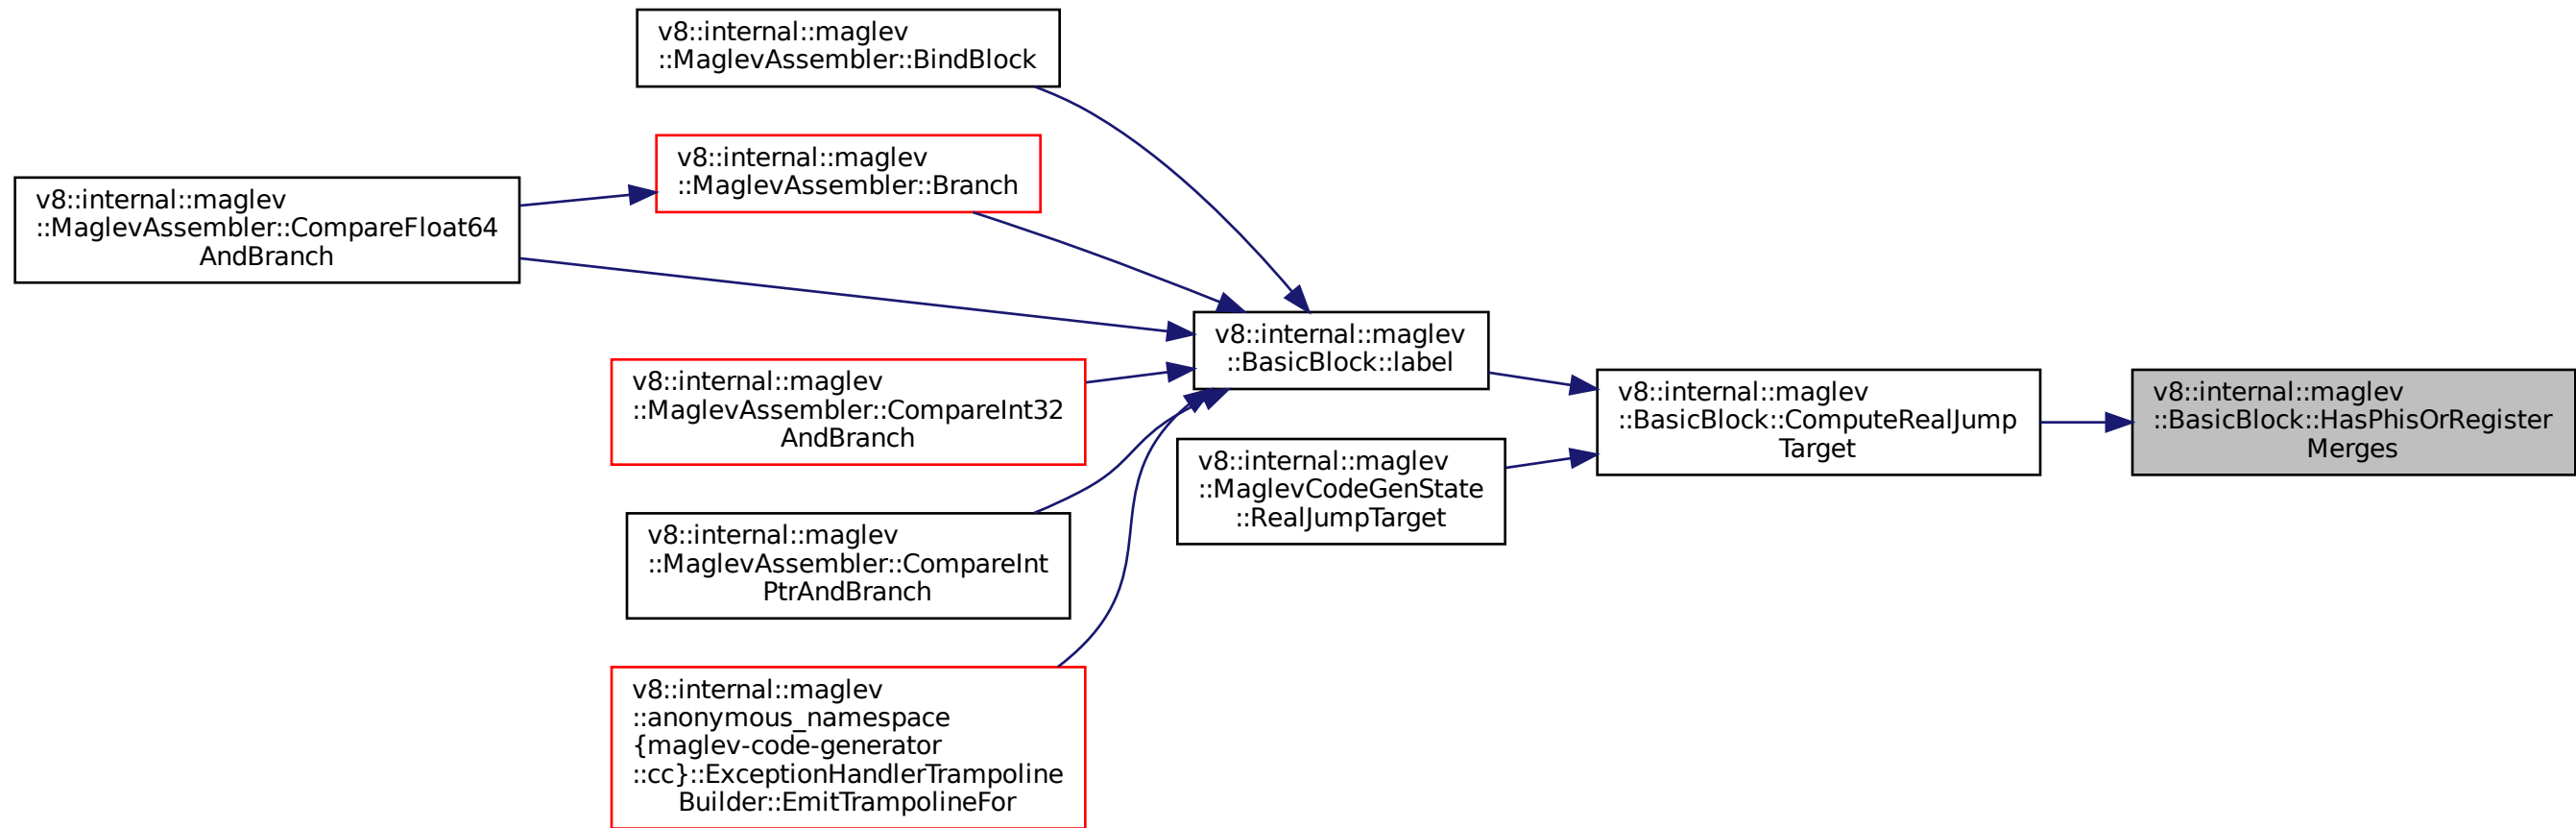 v8::internal::maglev
::MaglevAssembler::BindBlock
v8::internal::maglev
::MaglevAssembler::Branch
v8::internal::maglev
::MaglevAssembler::CompareFloat64
AndBranch
v8::internal::maglev
::BasicBlock::label
v8::internal::maglev
::MaglevAssembler::CompareInt32
AndBranch
v8::internal::maglev
::BasicBlock::ComputeRealJump
Target
v8::internal::maglev
::BasicBlock::HasPhisOrRegister
Merges
v8::internal::maglev
::MaglevCodeGenState
::RealJumpTarget
v8::internal::maglev
::MaglevAssembler::CompareInt
PtrAndBranch
v8::internal::maglev
::anonymous_namespace
{maglev-code-generator
::cc}::ExceptionHandlerTrampoline
Builder::EmitTrampolineFor